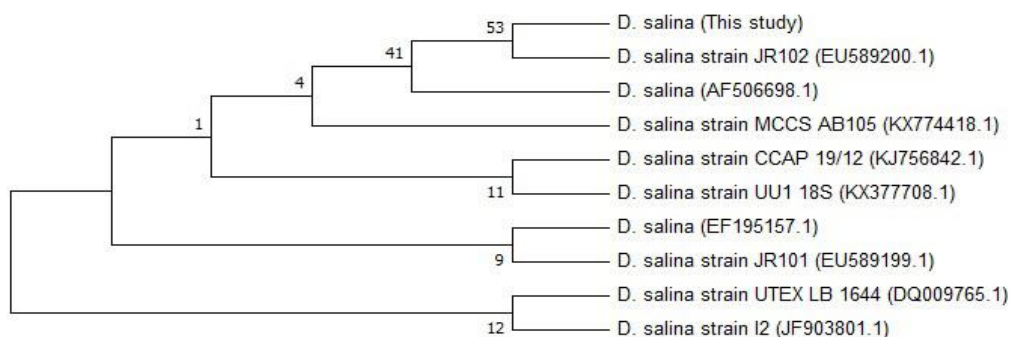 53
D. salina (This study)
41
D. salina strain JR102 (EU589200.1)
4
D. salina (AF506698.1)
1
D. salina strain MCCS AB105 (KX774418.1)
D. salina strain CCAP 19/12 (KJ756842.1)
11
D. salina strain UU1 18S (KX377708.1)
D. salina (EF195157.1)
9
D. salina strain JR101 (EU589199.1)
D. salina strain UTEX LB 1644 (DQ009765.1)
12
D. salina strain I2 (JF903801.1)